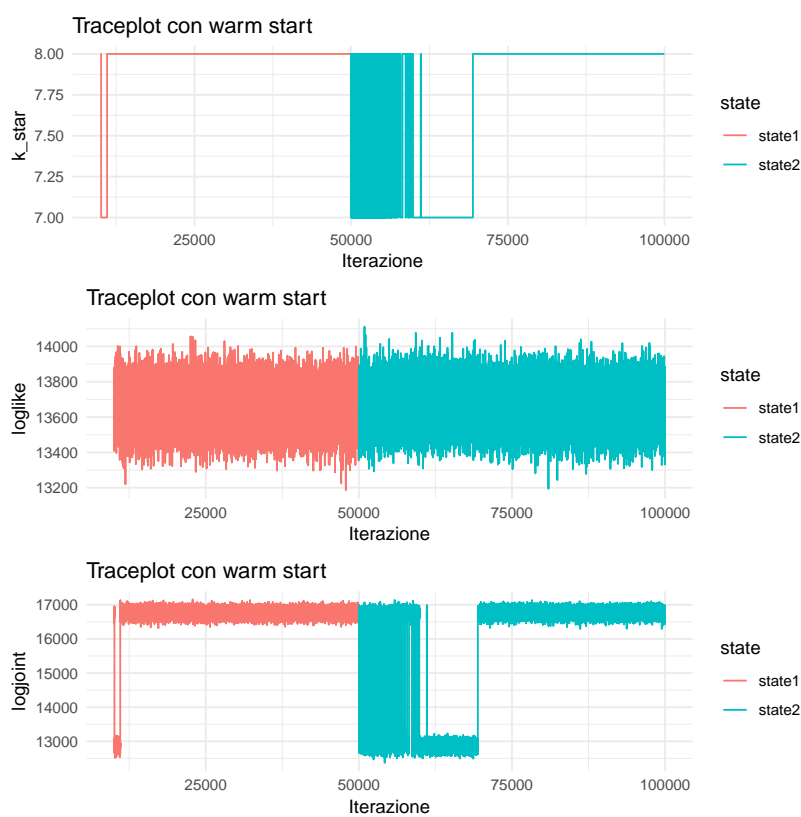 Traceplot con warm start
8.00
7.75
7.50
7.25
7.00
k_star
25000 50000 75000 100000
Iterazione
state
state1
state2
Traceplot con warm start
14000
13800
13600
13400
13200
loglike
25000 50000 75000 100000
Iterazione
state
state1
state2
Traceplot con warm start
17000
16000
15000
14000
13000
logjoint
25000 50000 75000 100000
Iterazione
state
state1
state2